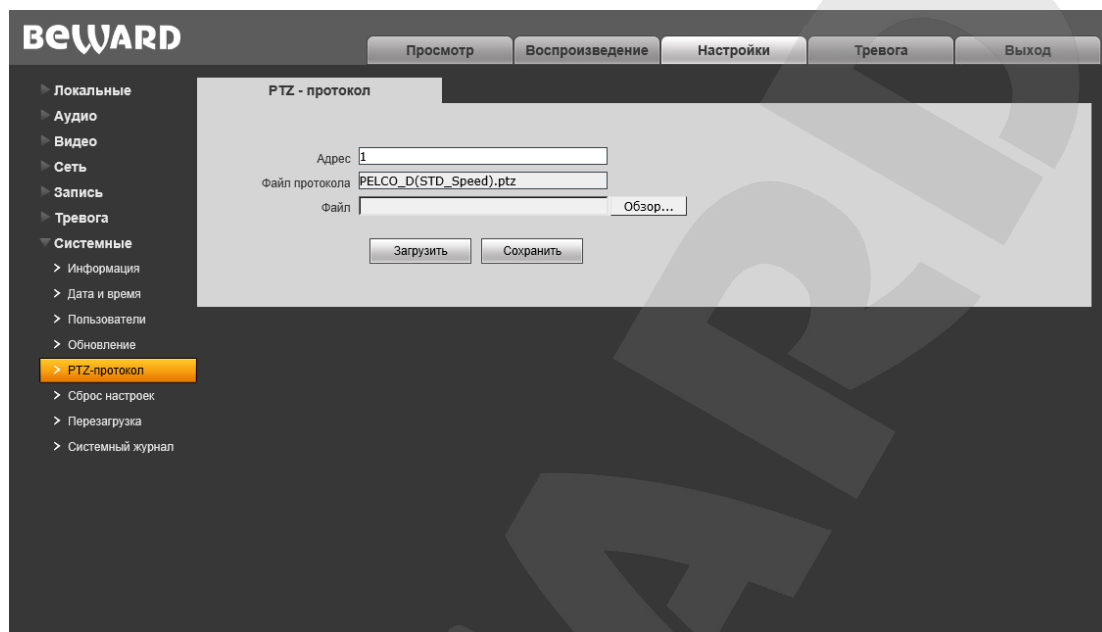 BEWARD
Просмотр Воспроизведение Настройки Тревога Выход
Локальные
Аудио
Видео
Сеть
Запись
Тревога
Системные
Информация
Дата и время
Пользователи
Обновление
PTZ-протокол
Сброс настроек
Перезагрузка
Системный журнал
PTZ - протокол
Адрес 1
Файл протокола PELCO_D(STD_Speed).ptz
Файл Обзор...
Загрузить Сохранить